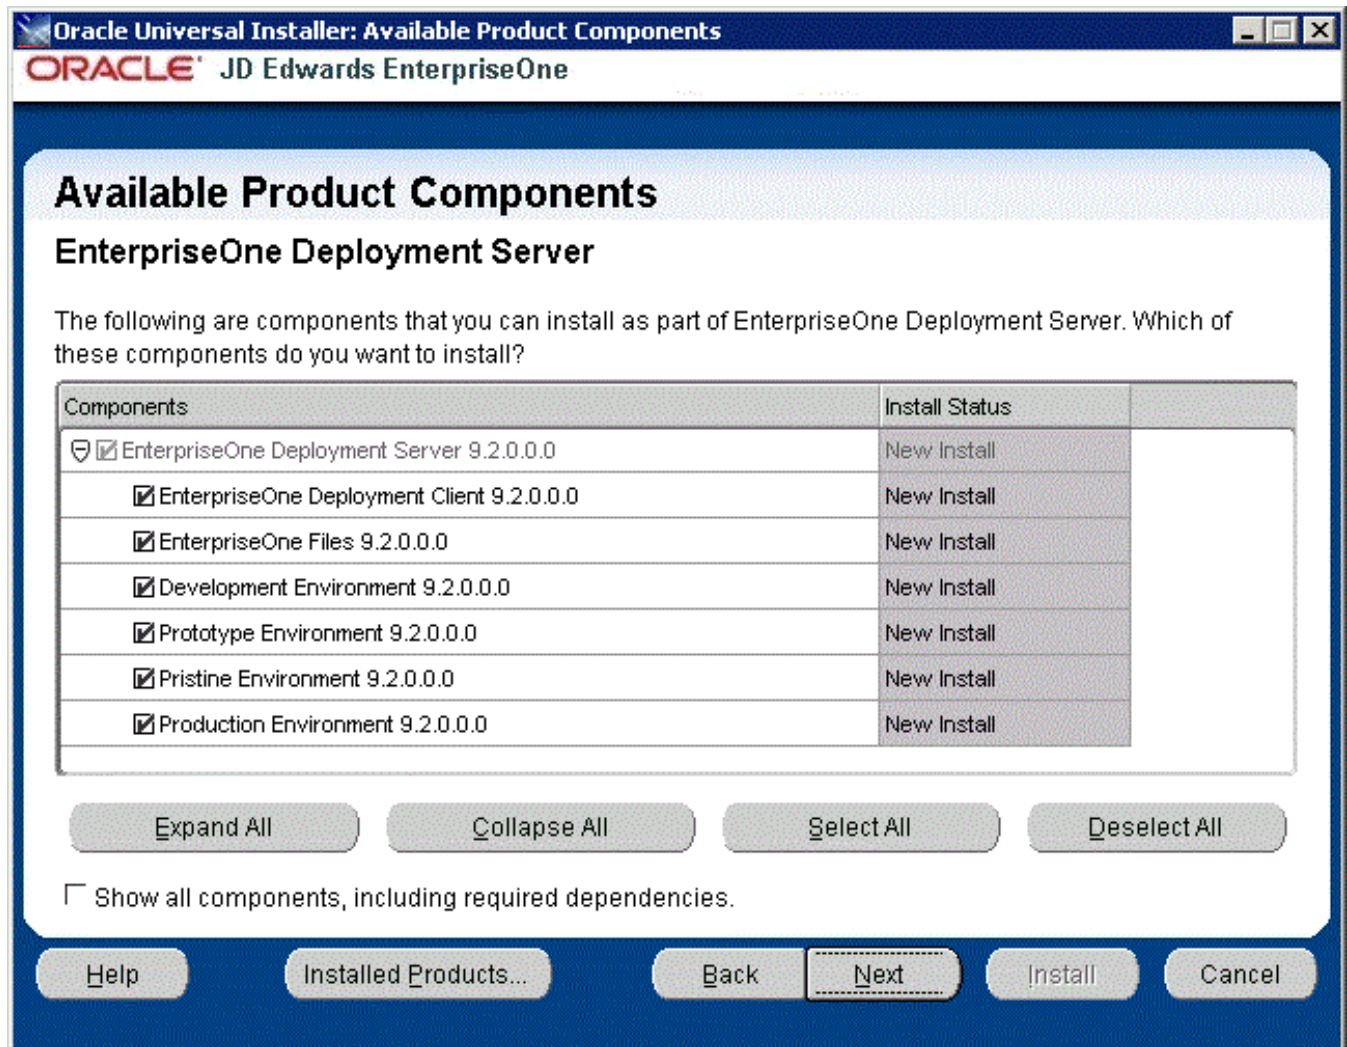 Oracle Universal Installer: Available Product Components
ORACLE JD Edwards EnterpriseOne
Available Product Components
EnterpriseOne Deployment Server
The following are components that you can install as part of EnterpriseOne Deployment Server. Which of
these components do you want to install?
Components Install Status
EnterpriseOne Deployment Server 9.2.0.0.0 New Install
EnterpriseOne Deployment Client 9.2.0.0.0 New Install
EnterpriseOne Files 9.2.0.0.0 New Install
Development Environment 9.2.0.0.0 New Install
Prototype Environment 9.2.0.0.0 New Install
Pristine Environment 9.2.0.0.0 New Install
Production Environment 9.2.0.0.0 New Install
Expand All Collapse All Select All Deselect All
Show all components, including required dependencies.
Help Installed Products... Back Next Install Cancel